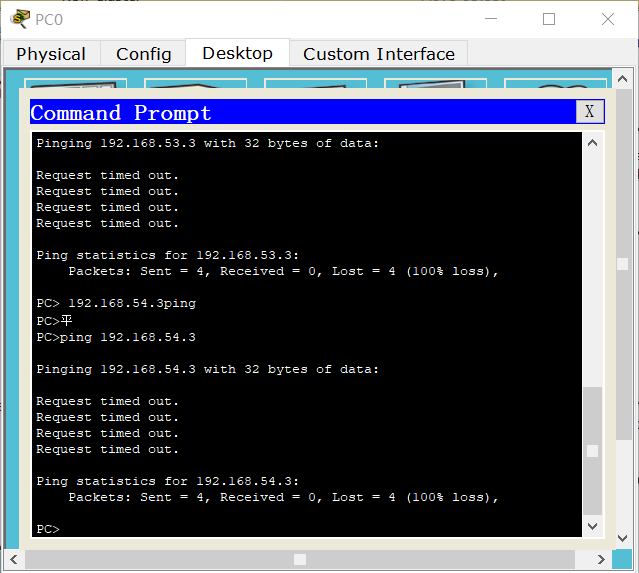 PC0
Physical Config Desktop Custom Interface
Command Prompt X
Pinging 192.168.53.3 with 32 bytes of data:
Request timed out.
Request timed out.
Request timed out.
Request timed out.
Ping statistics for 192.168.53.3:
Packets: Sent = 4, Received = 0, Lost = 4 (100% loss),
PC> 192.168.54.3ping
PC>平
PC>ping 192.168.54.3
Pinging 192.168.54.3 with 32 bytes of data:
Request timed out.
Request timed out.
Request timed out.
Request timed out.
Ping statistics for 192.168.54.3:
Packets: Sent = 4, Received = 0, Lost = 4 (100% loss),
PC>